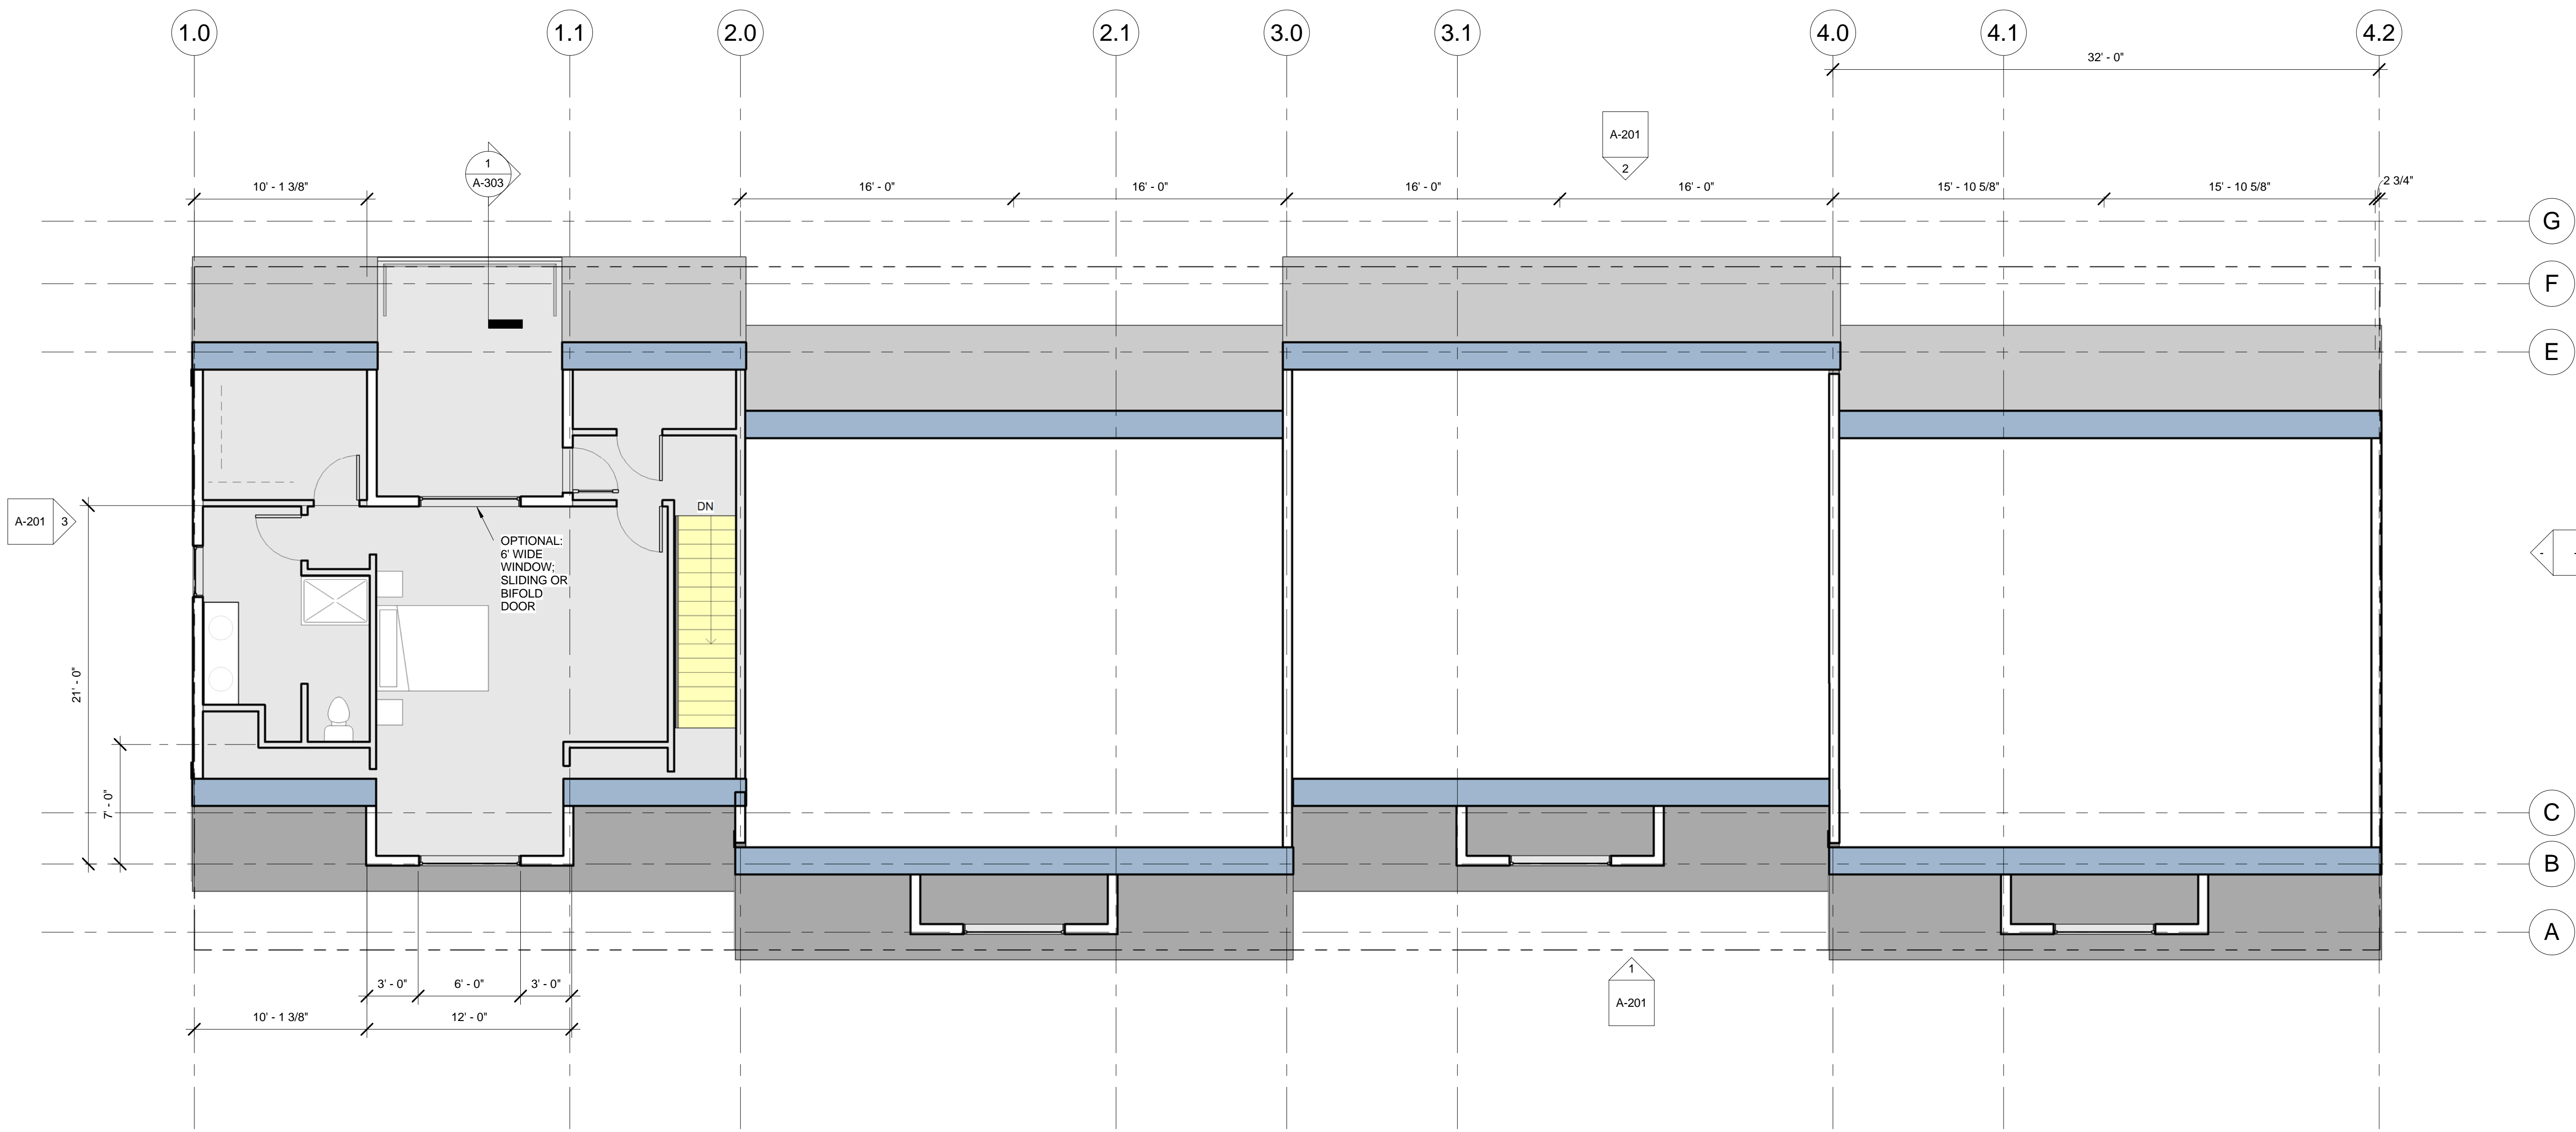 1.0
1.1
2.0
2.1
3.0
3.1
4.0
4.1
4.2
32' - 0"
A-201
2
1
A-303
10' - 1 3/8"
16' - 0"
16' - 0"
16' - 0"
16' - 0"
15' - 10 5/8"
15' - 10 5/8"
2 3/4"
G
F
E
A-201
3
DN
OPTIONAL:
6' WIDE
WINDOW;
SLIDING OR
BIFOLD
DOOR
-
-
21' - 0"
7' - 0"
C
B
A
1
A-201
3' - 0"
6' - 0"
3' - 0"
10' - 1 3/8"
12' - 0"